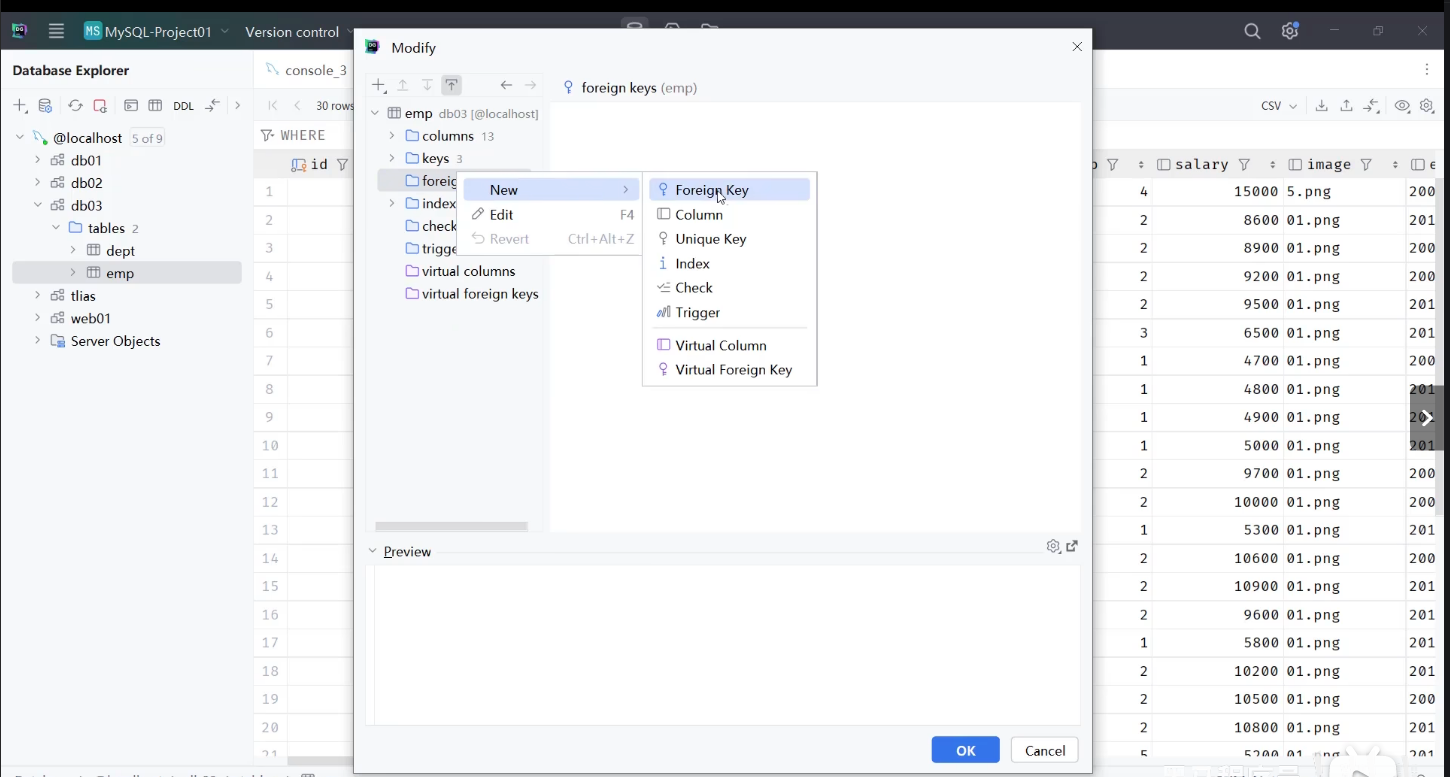 MS MySQL-Project01 Version control
Modify
Database Explorer
console_3
DDL
30 rows
CSV
@localhost 5 of 9
db01
db02
db03
tables 2
dept
emp
tlias
web01
Server Objects
WHERE
id
salary
image
emp db03 [@localhost]
columns 13
keys 3
foreig
index
check
trigge
virtual columns
virtual foreign keys
foreign keys (emp)
New
Edit F4
Revert Ctrl+Alt+Z
Foreign Key
Column
Unique Key
Index
Check
Trigger
Virtual Column
Virtual Foreign Key
Preview
OK
Cancel
1 4 15000 5.png 200
2 2 8600 01.png 201
3 2 8900 01.png 200
4 2 9200 01.png 200
5 2 9500 01.png 201
6 3 6500 01.png 201
7 1 4700 01.png 200
8 1 4800 01.png 201
9 1 4900 01.png 201
10 1 5000 01.png 201
11 2 9700 01.png 200
12 2 10000 01.png 200
13 1 5300 01.png 201
14 2 10600 01.png 200
15 2 10900 01.png 200
16 2 9600 01.png 201
17 1 5800 01.png 201
18 2 10200 01.png 201
19 2 10500 01.png 200
20 2 10800 01.png 201
21 5 5200 01